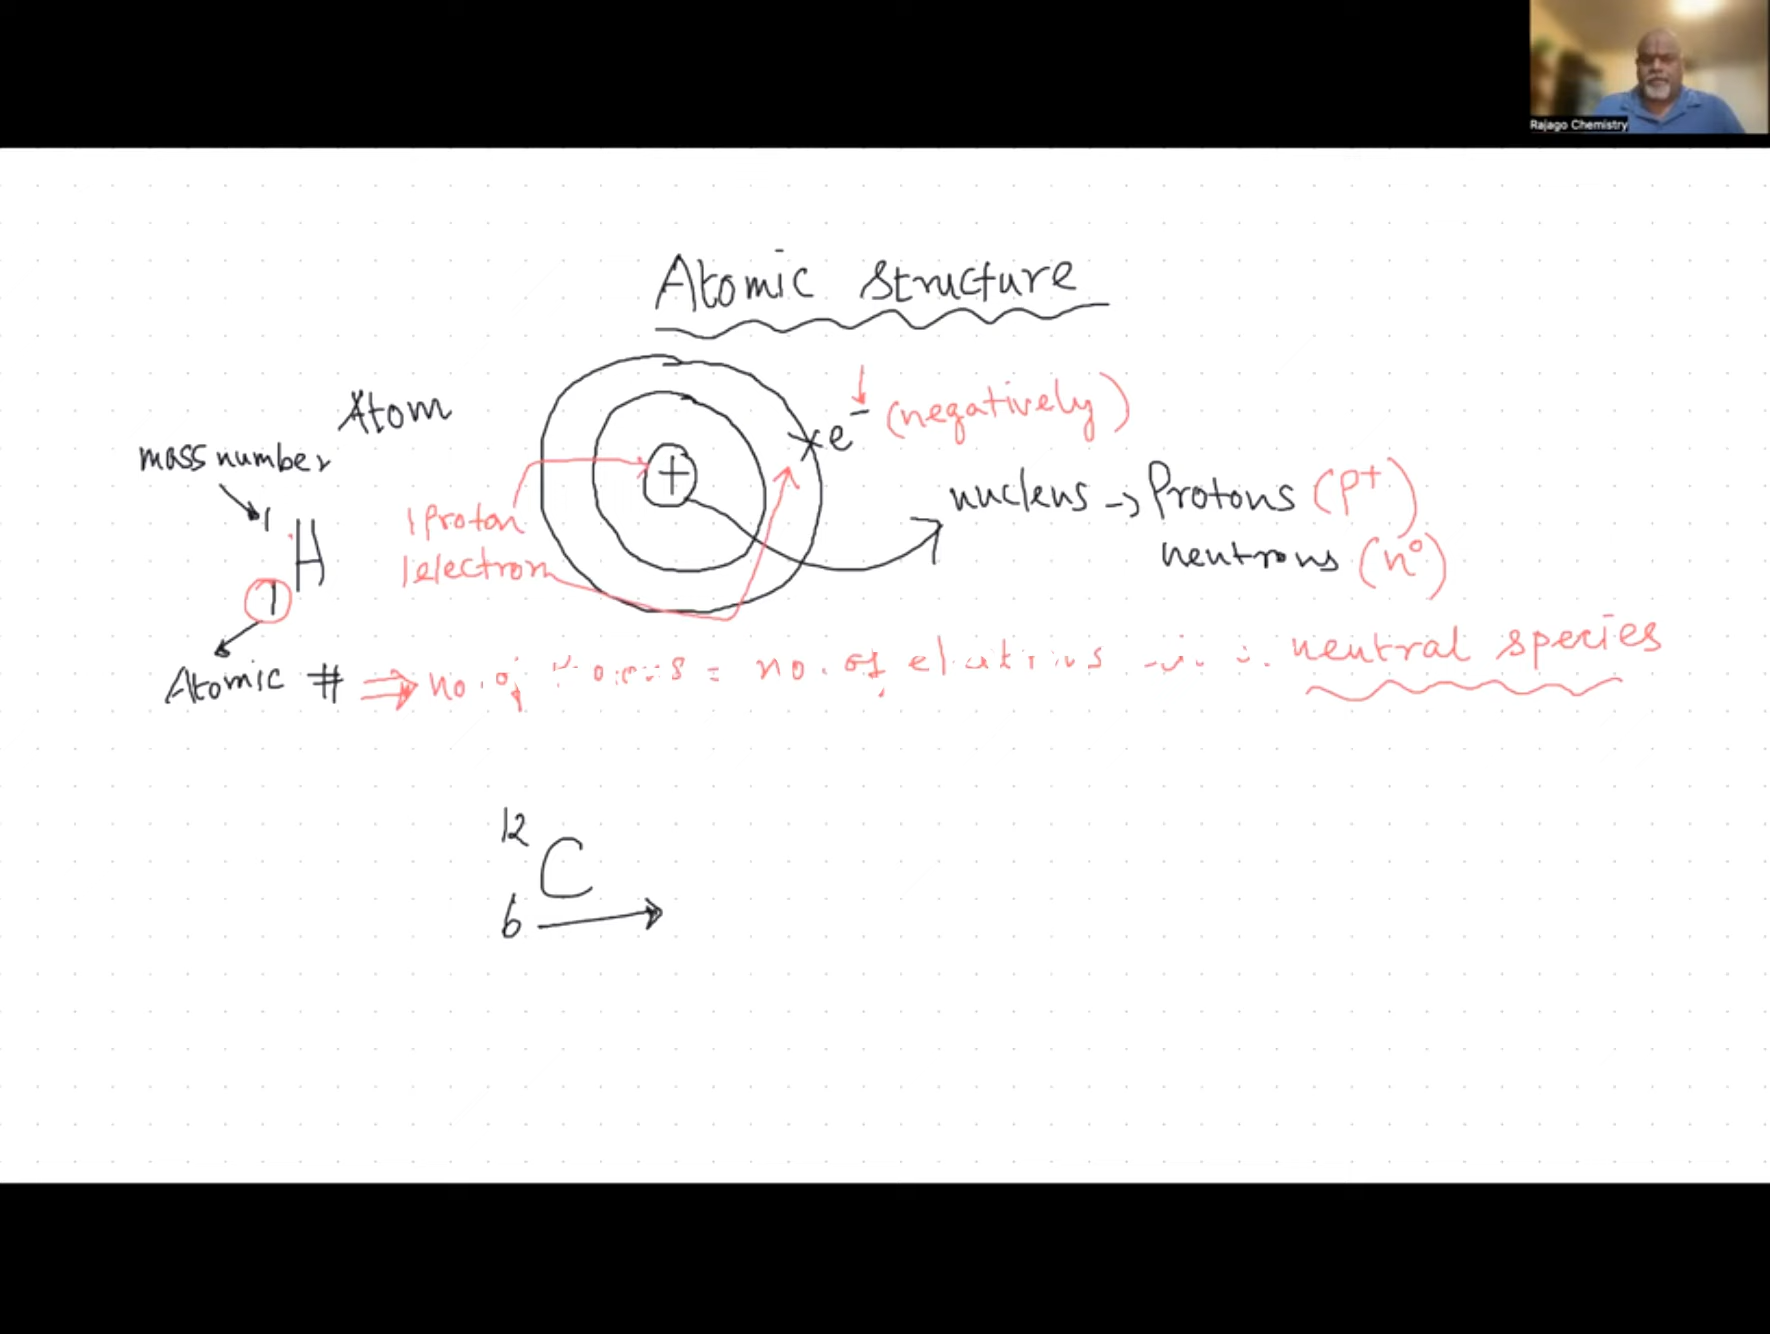 Rajago Chemistry
Atomic structure
Atom
e⁻ (negatively)
mass number
nucleus → Protons (p⁺)
1 proton
neutrons (n⁰)
1 electron
¹
H
1
Atomic # ⇒ no. of = no. of neutral species
12
C
6 →